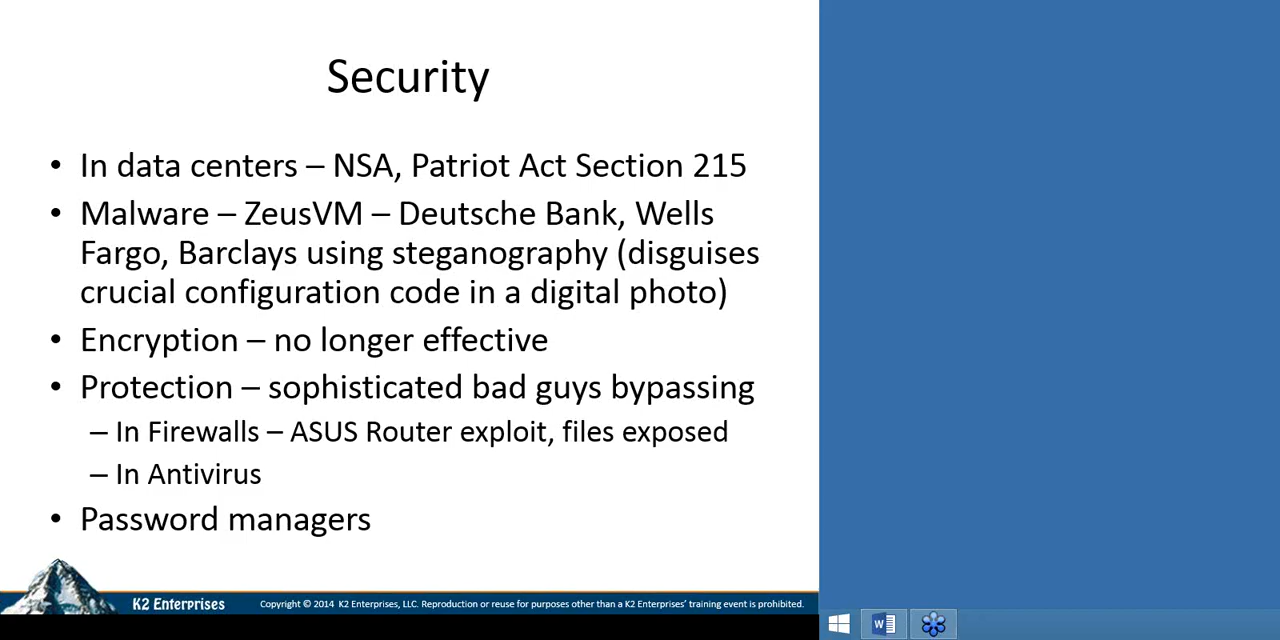 Security
• In data centers – NSA, Patriot Act Section 215
• Malware – ZeusVM – Deutsche Bank, Wells
Fargo, Barclays using steganography (disguises
crucial configuration code in a digital photo)
• Encryption – no longer effective
• Protection – sophisticated bad guys bypassing
– In Firewalls – ASUS Router exploit, files exposed
– In Antivirus
• Password managers
K2 Enterprises
Copyright © 2014 K2 Enterprises, LLC. Reproduction or reuse for purposes other than a K2 Enterprises' training event is prohibited.
W